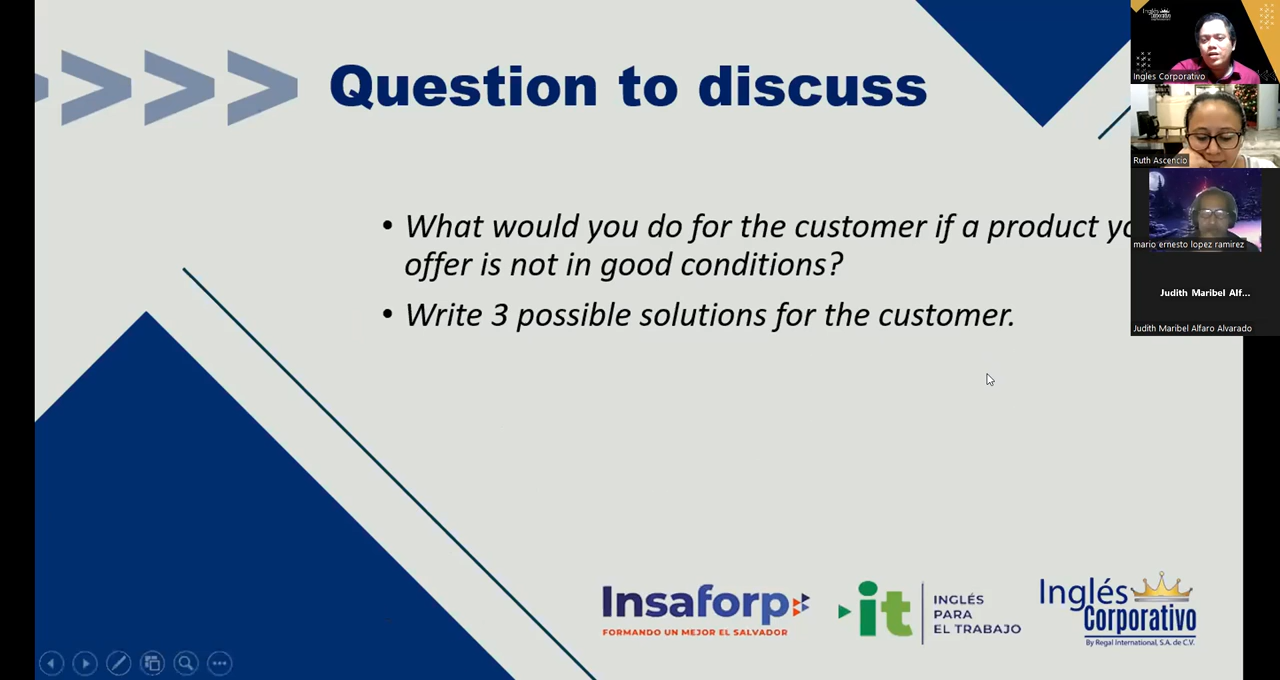 Question to discuss
• What would you do for the customer if a product
offer is not in good conditions?
• Write 3 possible solutions for the customer.
Insaforp
FORMANDO UN MEJOR EL SALVADOR
it
INGLÉS
PARA
EL TRABAJO
Inglés
Corporativo
By Regal International, S.A. de C.V.
Inglés
Corporativo
Ingles Corporativo
Ruth Ascencio
mario ernesto lopez ramirez
Judith Maribel Alf...
Judith Maribel Alfaro Alvarado